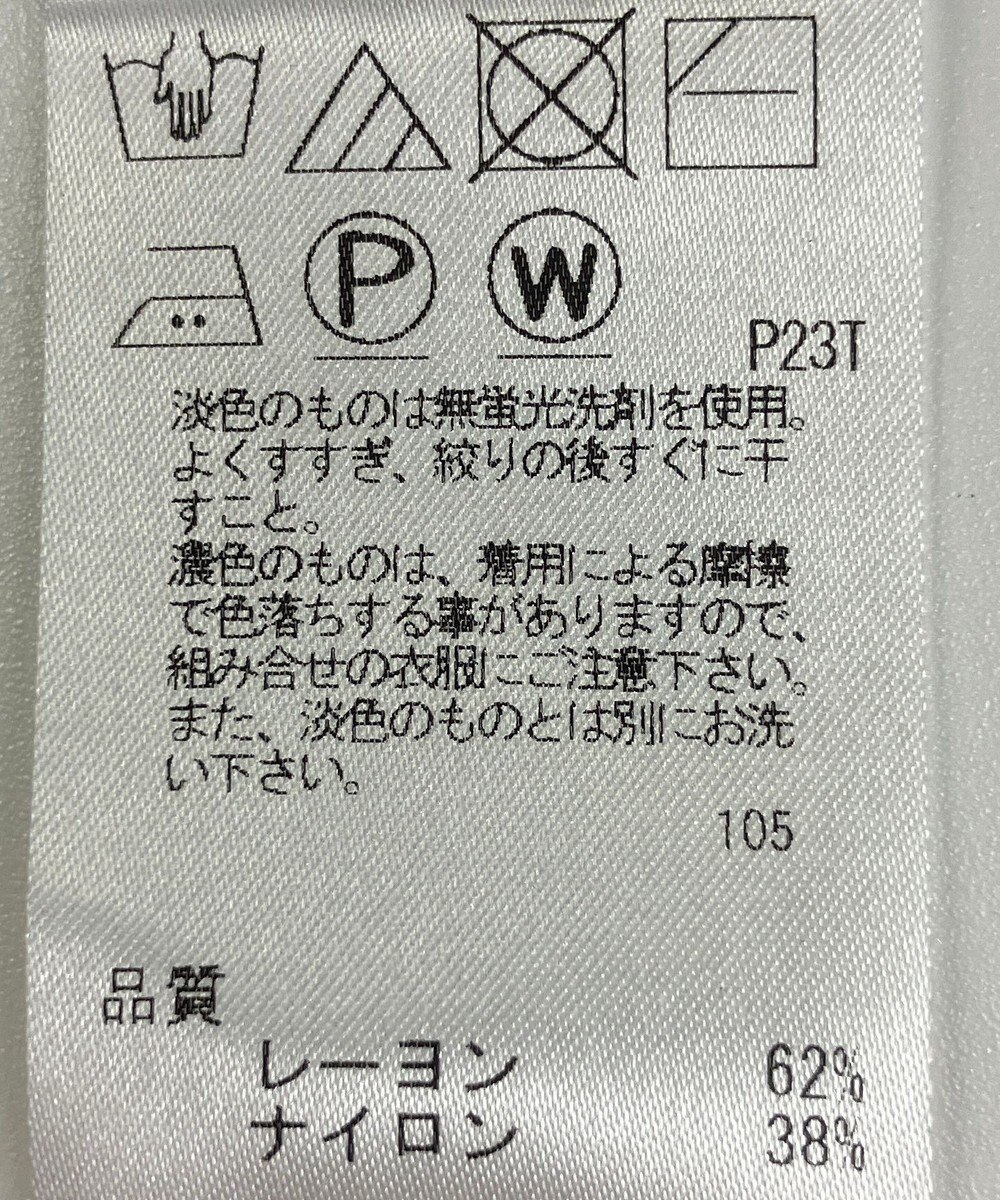 P
W
P23T
淡色のものは無蛍光洗剤を使用。
よくすすぎ、絞りの後すぐに干
すこと。
濃色のものは、着用による摩擦
で色落ちする事がありますので、
組み合せの衣服にご注意下さい。
また、淡色のものとは別にお洗
い下さい。
105
品質
レーヨン 62%
ナイロン 38%